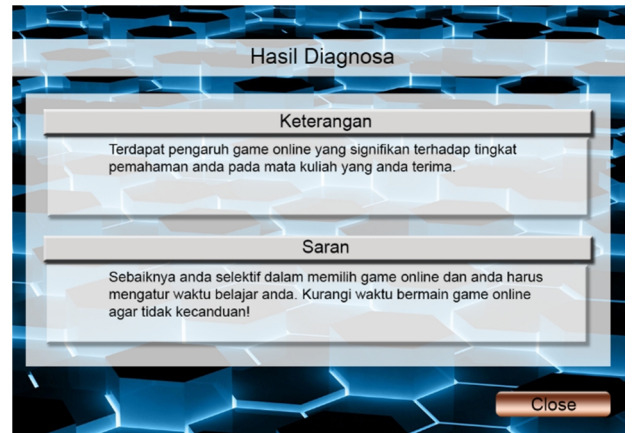 Hasil Diagnosa
Keterangan
Terdapat pengaruh game online yang signifikan terhadap tingkat
pemahaman anda pada mata kuliah yang anda terima.
Saran
Sebaiknya anda selektif dalam memilih game online dan anda harus
mengatur waktu belajar anda. Kurangi waktu bermain game online
agar tidak kecanduan!
Close